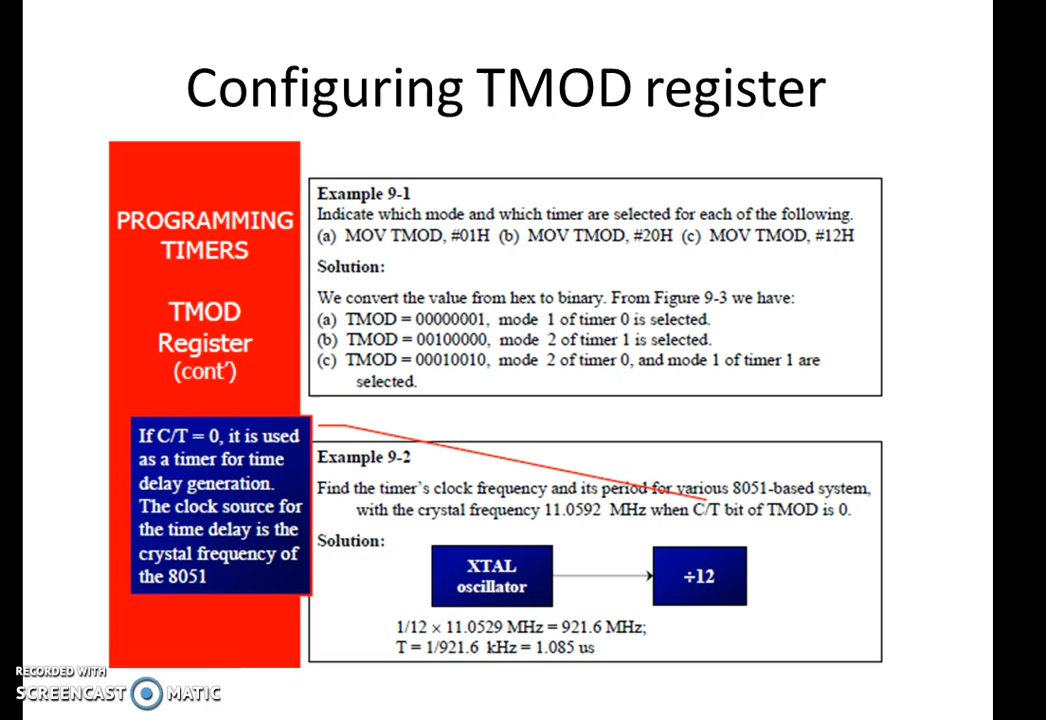 Configuring TMOD register
PROGRAMMING
TIMERS
TMOD
Register
(cont')
Example 9-1
Indicate which mode and which timer are selected for each of the following.
(a) MOV TMOD, #01H (b) MOV TMOD, #20H (c) MOV TMOD, #12H
Solution:
We convert the value from hex to binary. From Figure 9-3 we have:
(a) TMOD = 00000001, mode 1 of timer 0 is selected.
(b) TMOD = 00100000, mode 2 of timer 1 is selected.
(c) TMOD = 00010010, mode 2 of timer 0, and mode 1 of timer 1 are
selected.
If C/T = 0, it is used
as a timer for time
delay generation.
The clock source for
the time delay is the
crystal frequency of
the 8051
Example 9-2
Find the timer's clock frequency and its period for various 8051-based system,
with the crystal frequency 11.0592 MHz when C/T bit of TMOD is 0.
Solution:
XTAL
oscillator
÷12
1/12 × 11.0529 MHz = 921.6 MHz;
T = 1/921.6 kHz = 1.085 us
RECORDED WITH
SCREENCAST MATIC